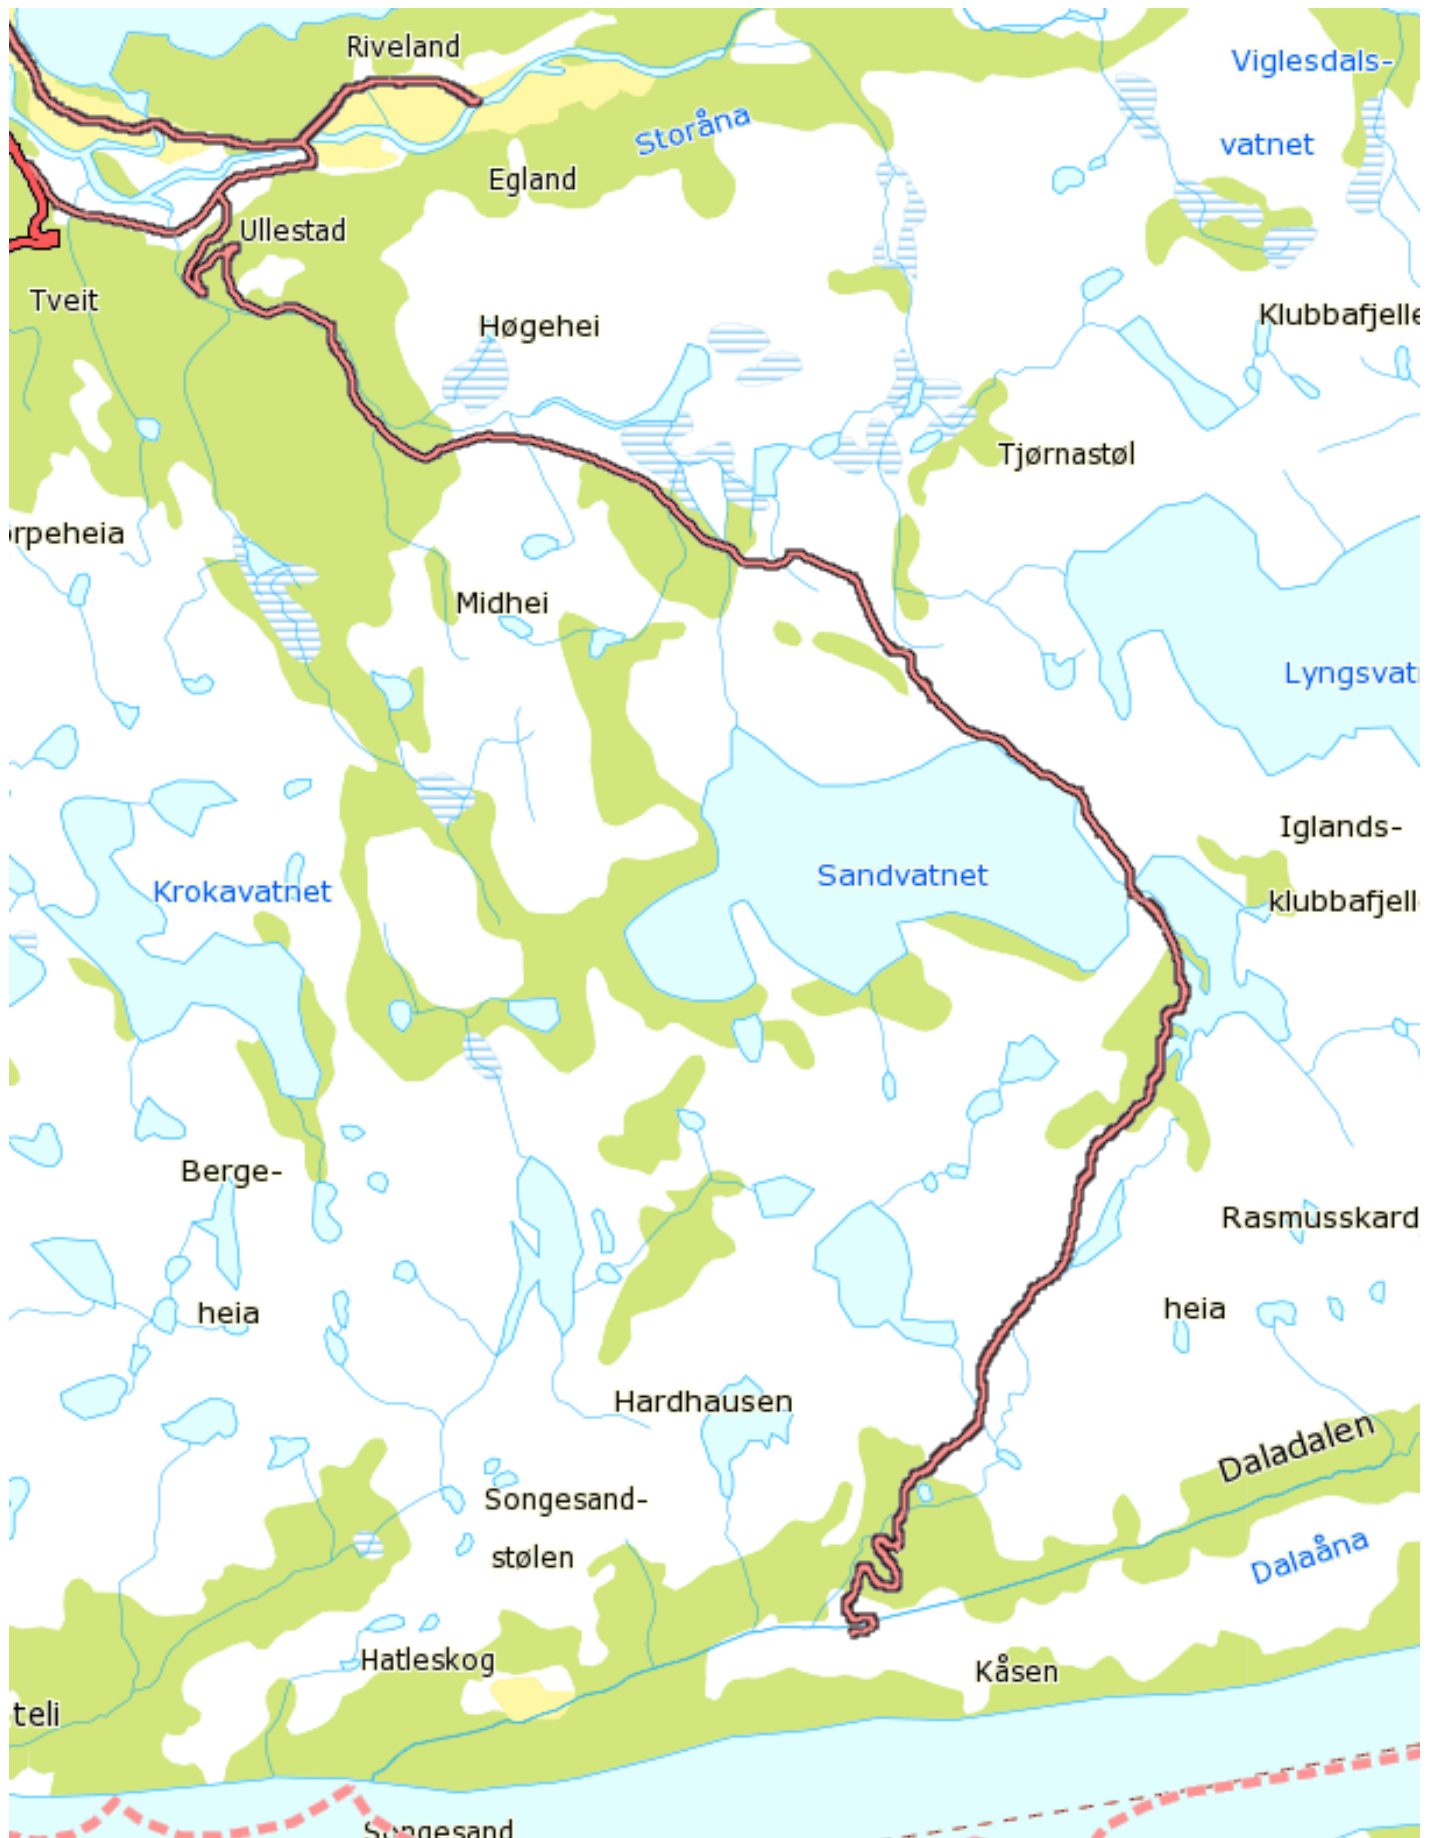 Riveland
Viglesdals-
vatnet
Storåna
Egland
Ullestad
Tveit
Høgehei
Klubbafjelle
Tjørnastøl
rpeheia
Midhei
Lyngsvat
Iglands-
klubbafjell
Sandvatnet
Krokavatnet
Berge-
heia
Rasmusskard
heia
Hardhausen
Daladalen
Songesand-
stølen
Dalaåna
Hatleskog
Kåsen
teli
Songesand